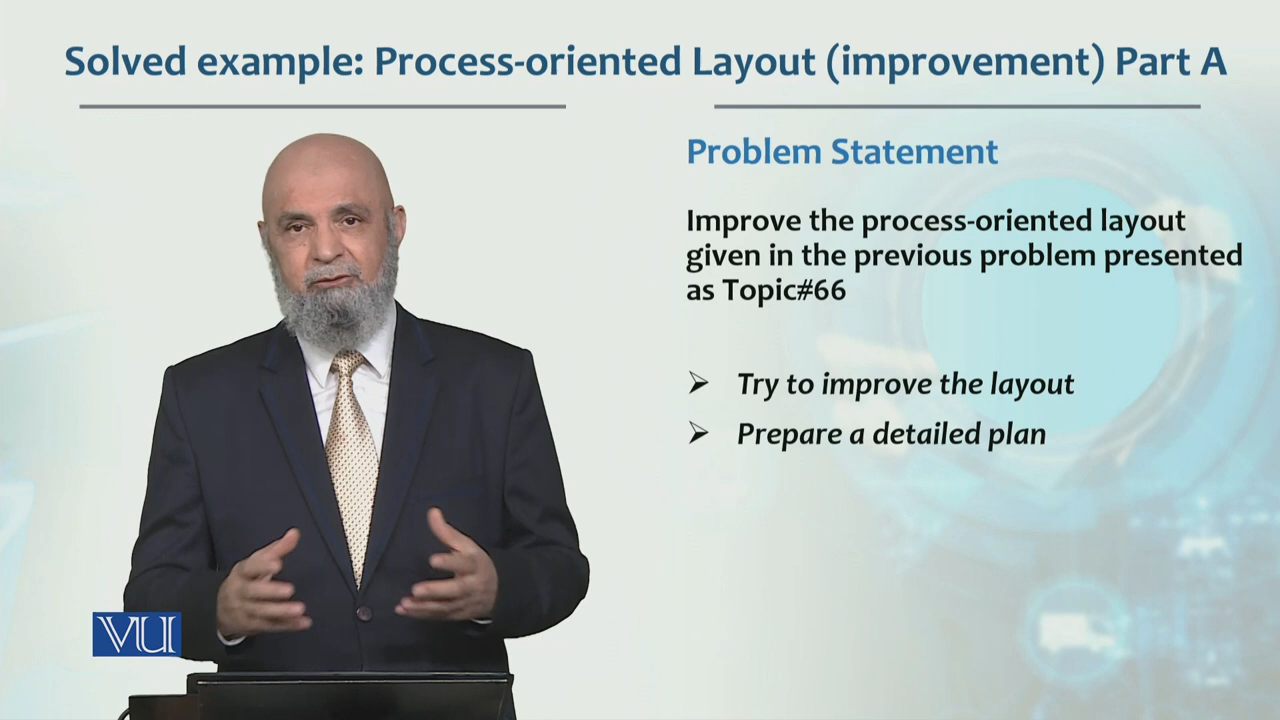 Solved example: Process-oriented Layout (improvement) Part A
Problem Statement
Improve the process-oriented layout
given in the previous problem presented
as Topic#66
➢ Try to improve the layout
➢ Prepare a detailed plan
VU